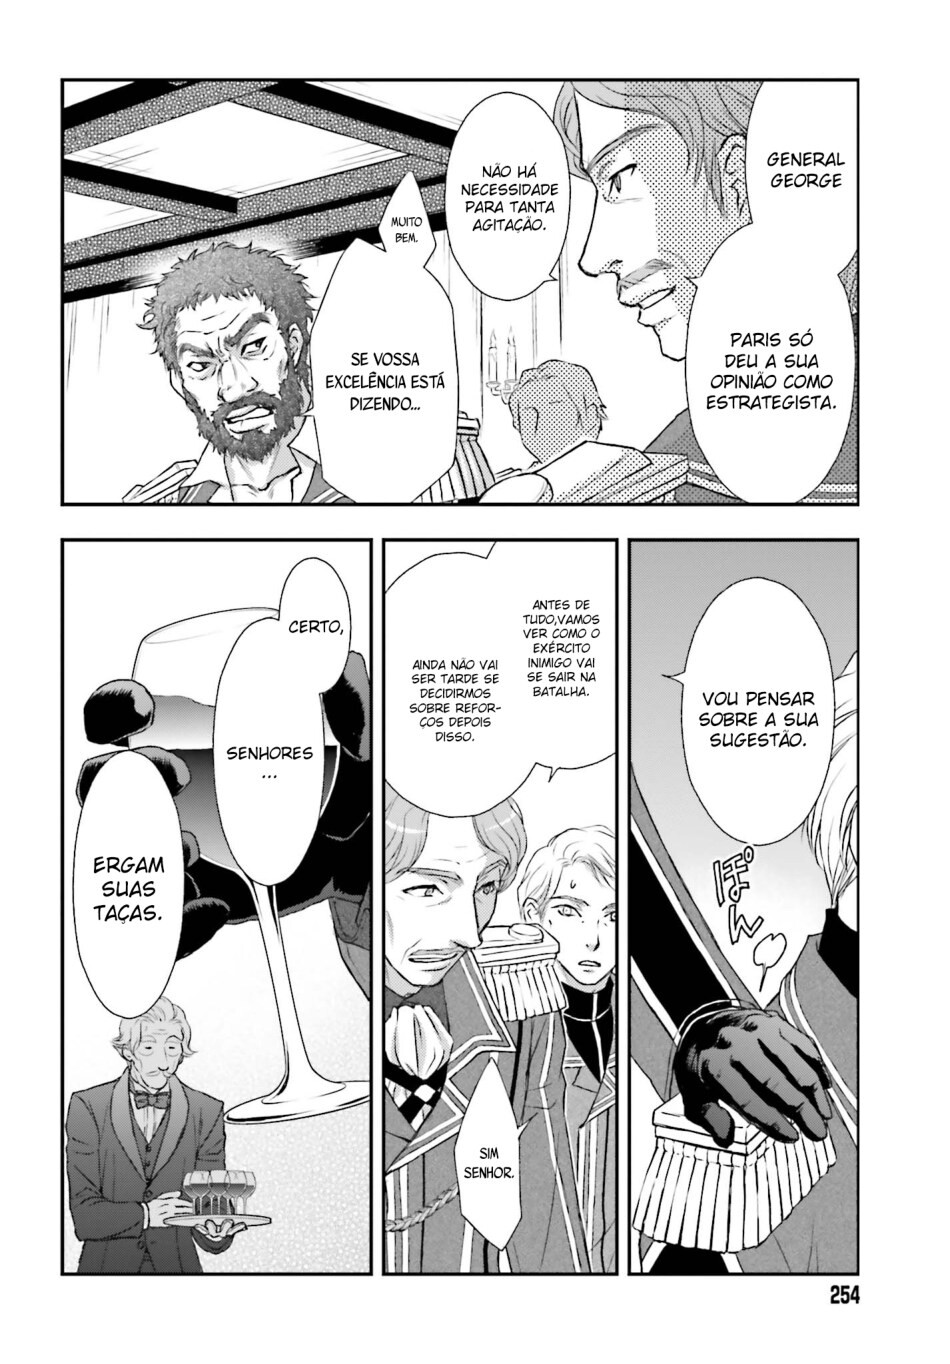 GENERAL
GEORGE
PARIS SÓ
DEU A SUA
OPINIÃO COMO
ESTRATEGISTA.
NÃO HÁ
NECESSIDADE
PARA TANTA
AGITAÇÃO.
MUITO
BEM.
SE VOSSA
EXCELÊNCIA ESTÁ
DIZENDO...
VOU PENSAR
SOBRE A SUA
SUGESTÃO.
ぽん
ANTES DE
TUDO,VAMOS
VER COMO O
EXÉRCITO
INIMIGO VAI
SE SAIR NA
BATALHA.
AINDA NÃO VAI
SER TARDE SE
DECIDIRMOS
SOBRE REFOR-
ÇOS DEPOIS
DISSO.
SIM
SENHOR.
CERTO,
SENHORES
...
ERGAM
SUAS
TAÇAS.
254